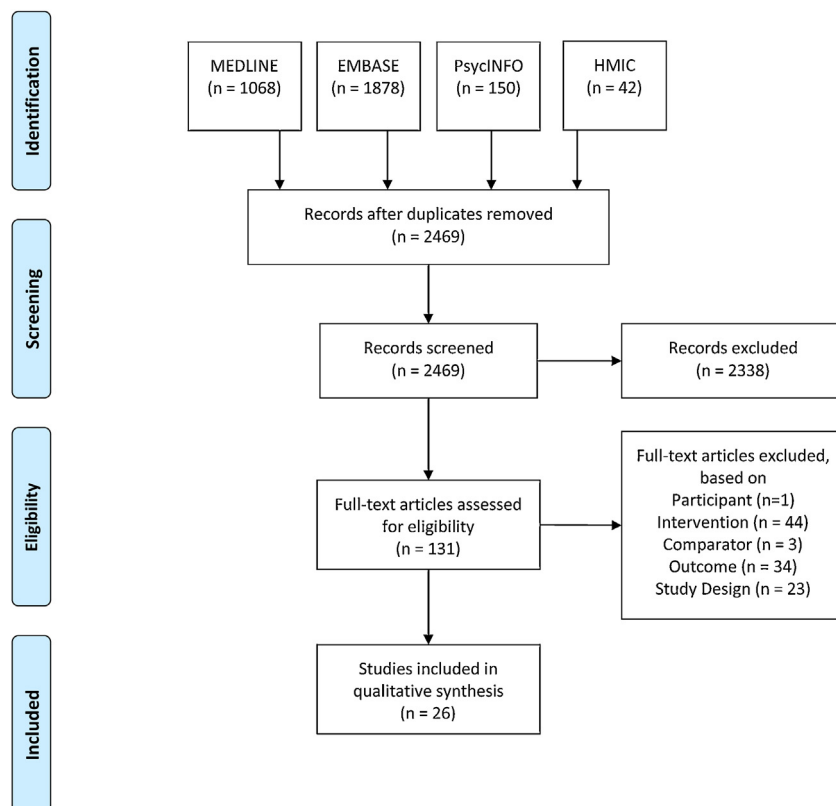 Identification
MEDLINE
(n = 1068)
EMBASE
(n = 1878)
PsycINFO
(n = 150)
HMIC
(n = 42)
Records after duplicates removed
(n = 2469)
Screening
Records screened
(n = 2469)
Records excluded
(n = 2338)
Eligibility
Full-text articles assessed
for eligibility
(n = 131)
Full-text articles excluded,
based on
Participant (n=1)
Intervention (n = 44)
Comparator (n = 3)
Outcome (n = 34)
Study Design (n = 23)
Included
Studies included in
qualitative synthesis
(n = 26)